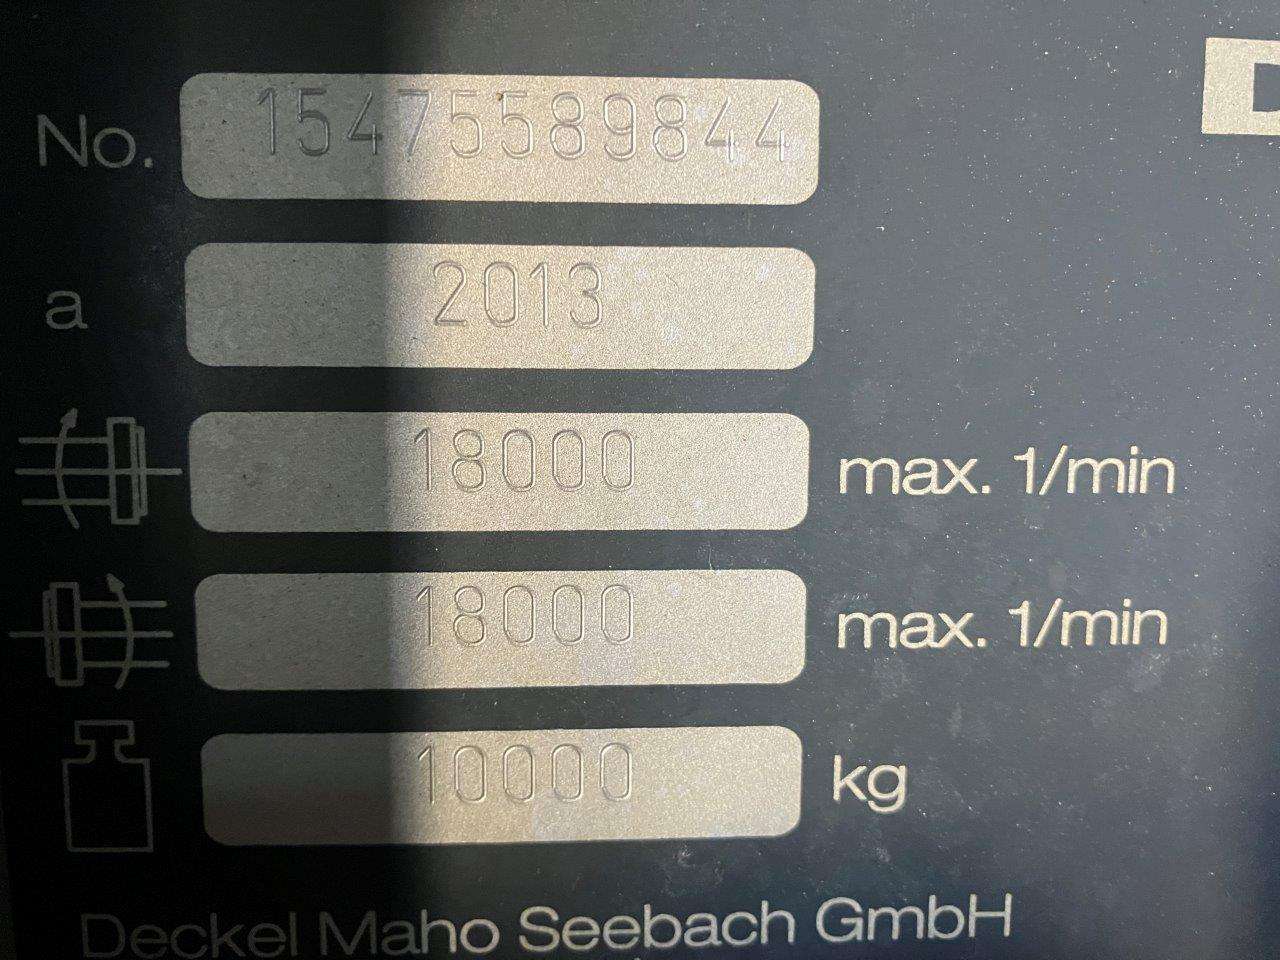 No. 15475589844
a 2013
18000 max. 1/min
18000 max. 1/min
10000 kg
Deckel Maho Seebach GmbH